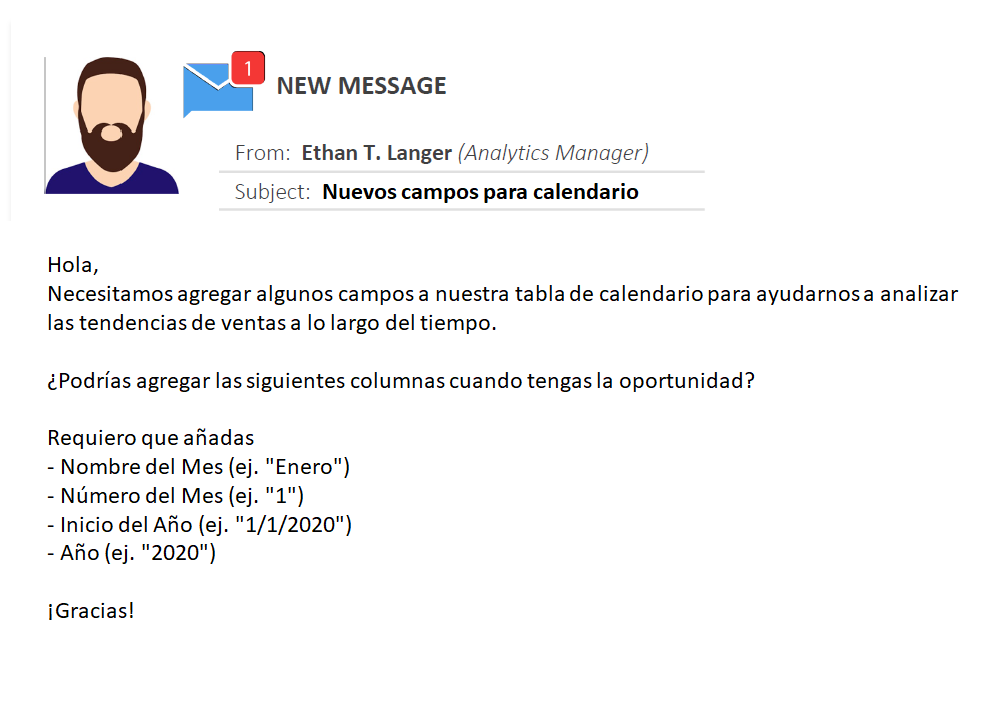 1
NEW MESSAGE
From: Ethan T. Langer (Analytics Manager)
Subject: Nuevos campos para calendario
Hola,
Necesitamos agregar algunos campos a nuestra tabla de calendario para ayudarnos a analizar
las tendencias de ventas a lo largo del tiempo.
¿Podrías agregar las siguientes columnas cuando tengas la oportunidad?
Requiero que añadas
- Nombre del Mes (ej. "Enero")
- Número del Mes (ej. "1")
- Inicio del Año (ej. "1/1/2020")
- Año (ej. "2020")
¡Gracias!